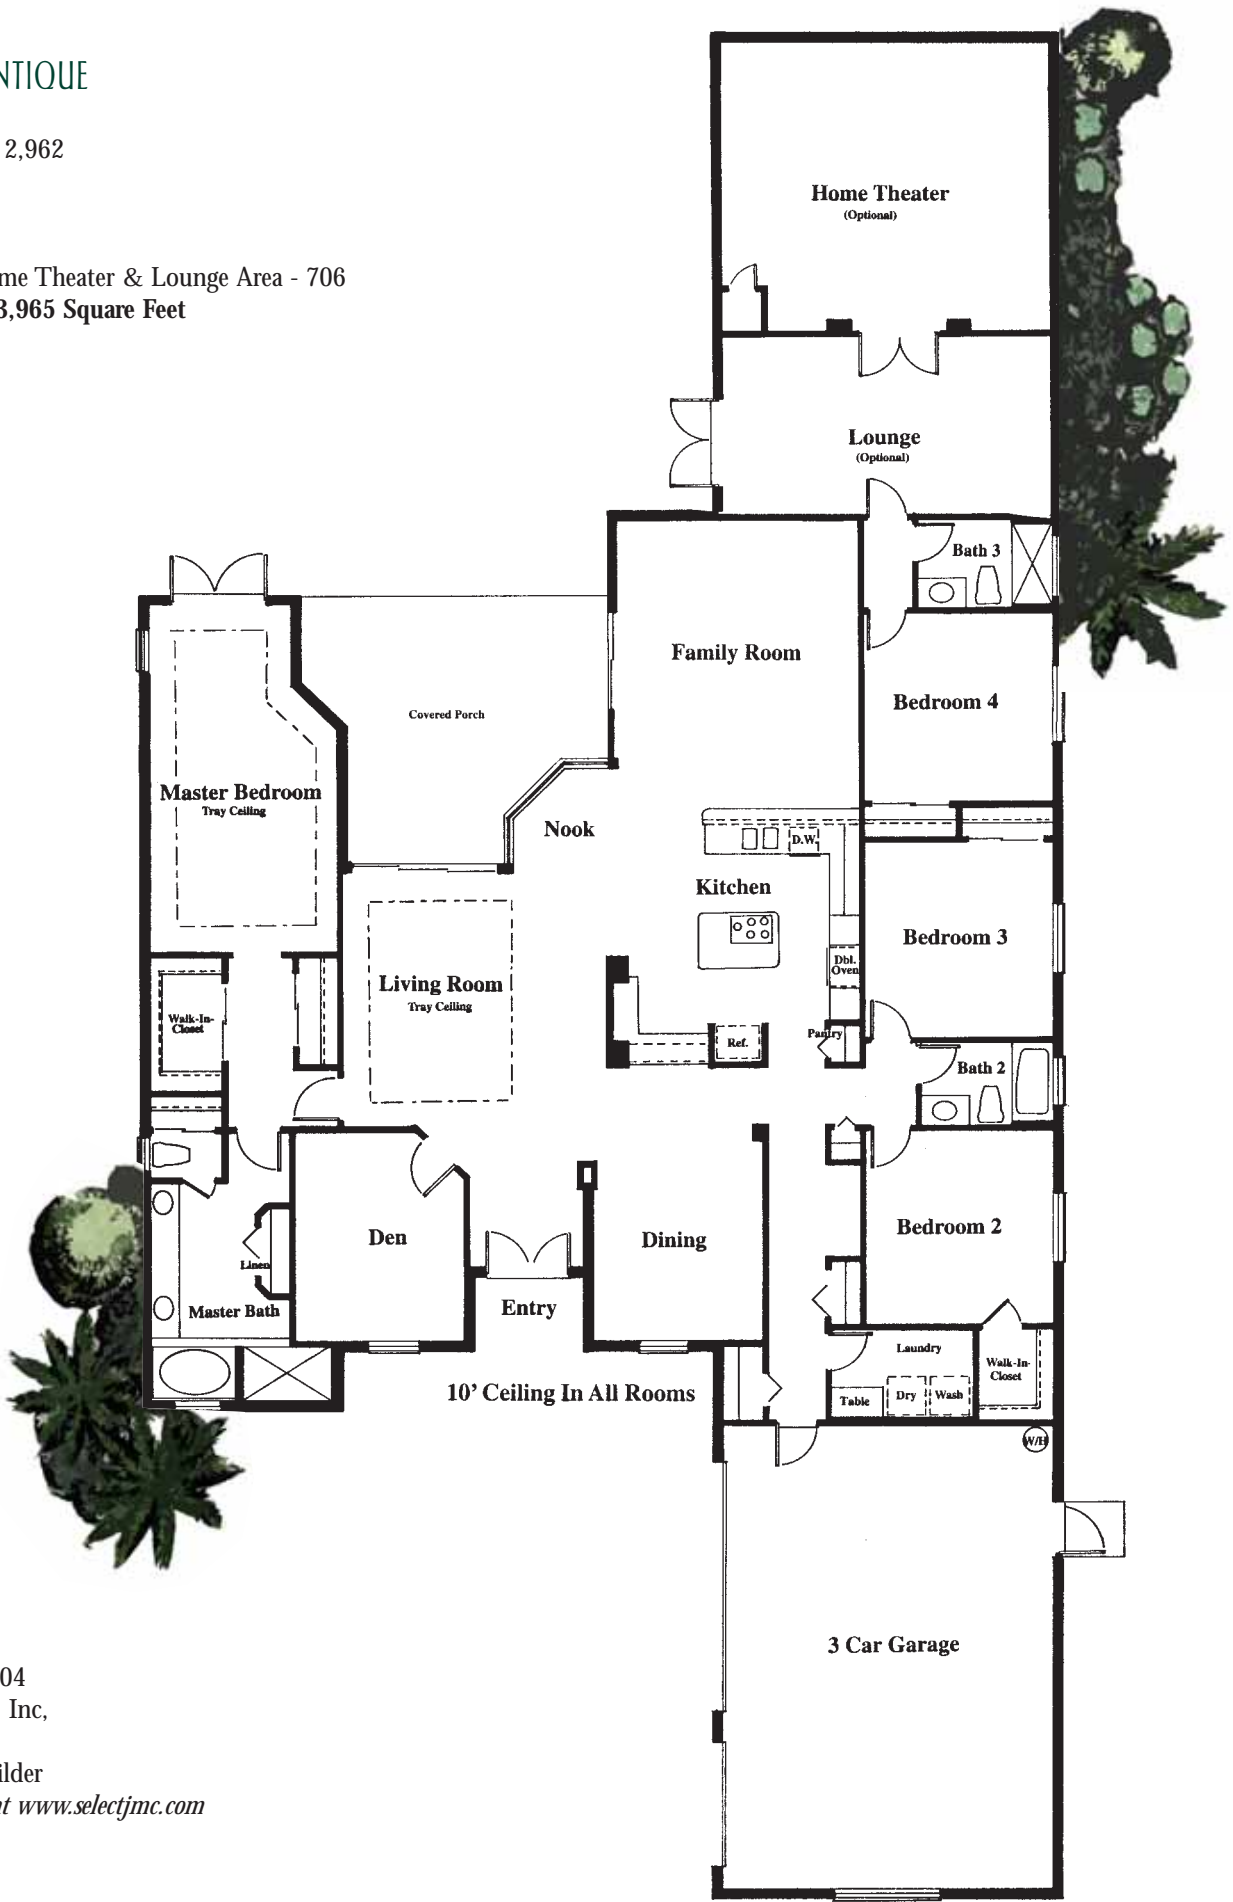 NTIQUE
2,962
me Theater & Lounge Area - 706
3,965 Square Feet
Home Theater
(Optional)
Lounge
(Optional)
Bath 3
Family Room
Bedroom 4
Covered Porch
Master Bedroom
Tray Ceiling
Nook
D.W.
Kitchen
Bedroom 3
Dbl.
Oven
Living Room
Tray Ceiling
Walk-In-
Closet
Pantry
Ref.
Bath 2
Den
Dining
Bedroom 2
Linen
Master Bath
Entry
Laundry
Walk-In-
Closet
10' Ceiling In All Rooms
Table
Dry
Wash
W/H
3 Car Garage
04
Inc,
ilder
at www.selectjmc.com